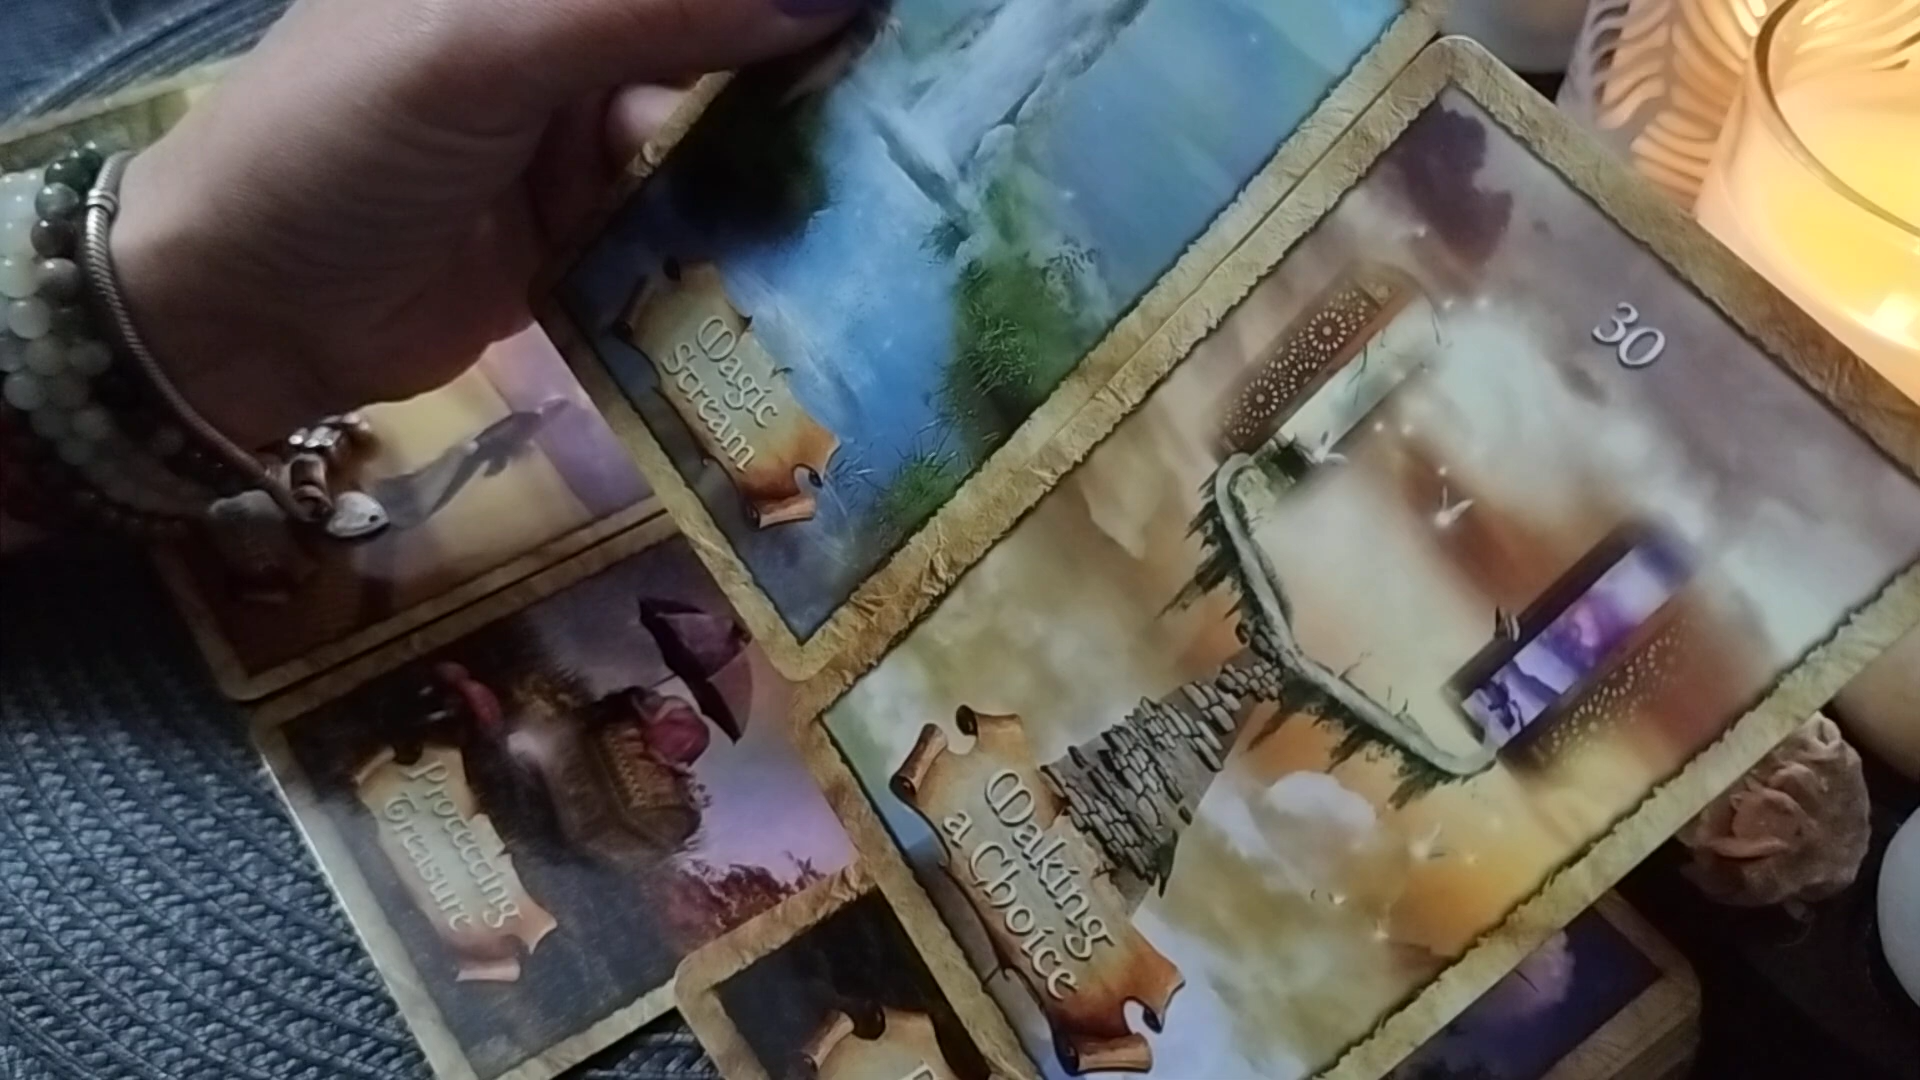 Magic
Stream
30
Making
a Choice
Protecting
Treasure